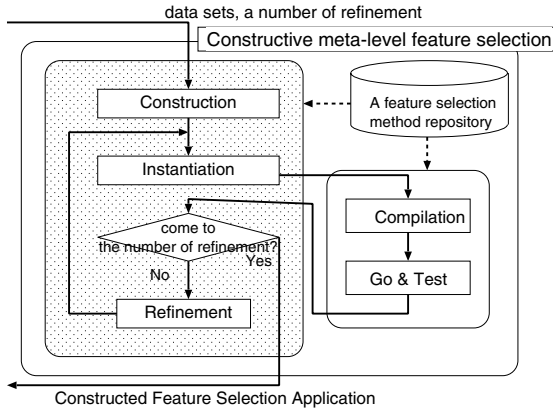 data sets, a number of refinement
Constructive meta-level feature selection
Construction
A feature selection
method repository
Instantiation
Compilation
come to
the number of refinement?
Yes
No
Go & Test
Refinement
Constructed Feature Selection Application